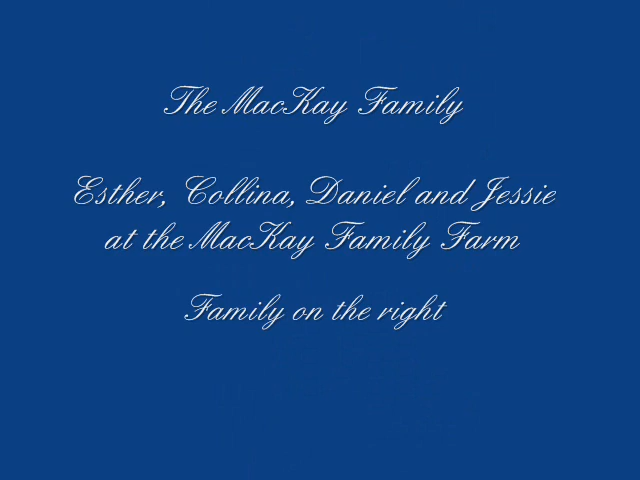 The MacKay Family
Esther, Collina, Daniel and Jessie
at the MacKay Family Farm
Family on the right